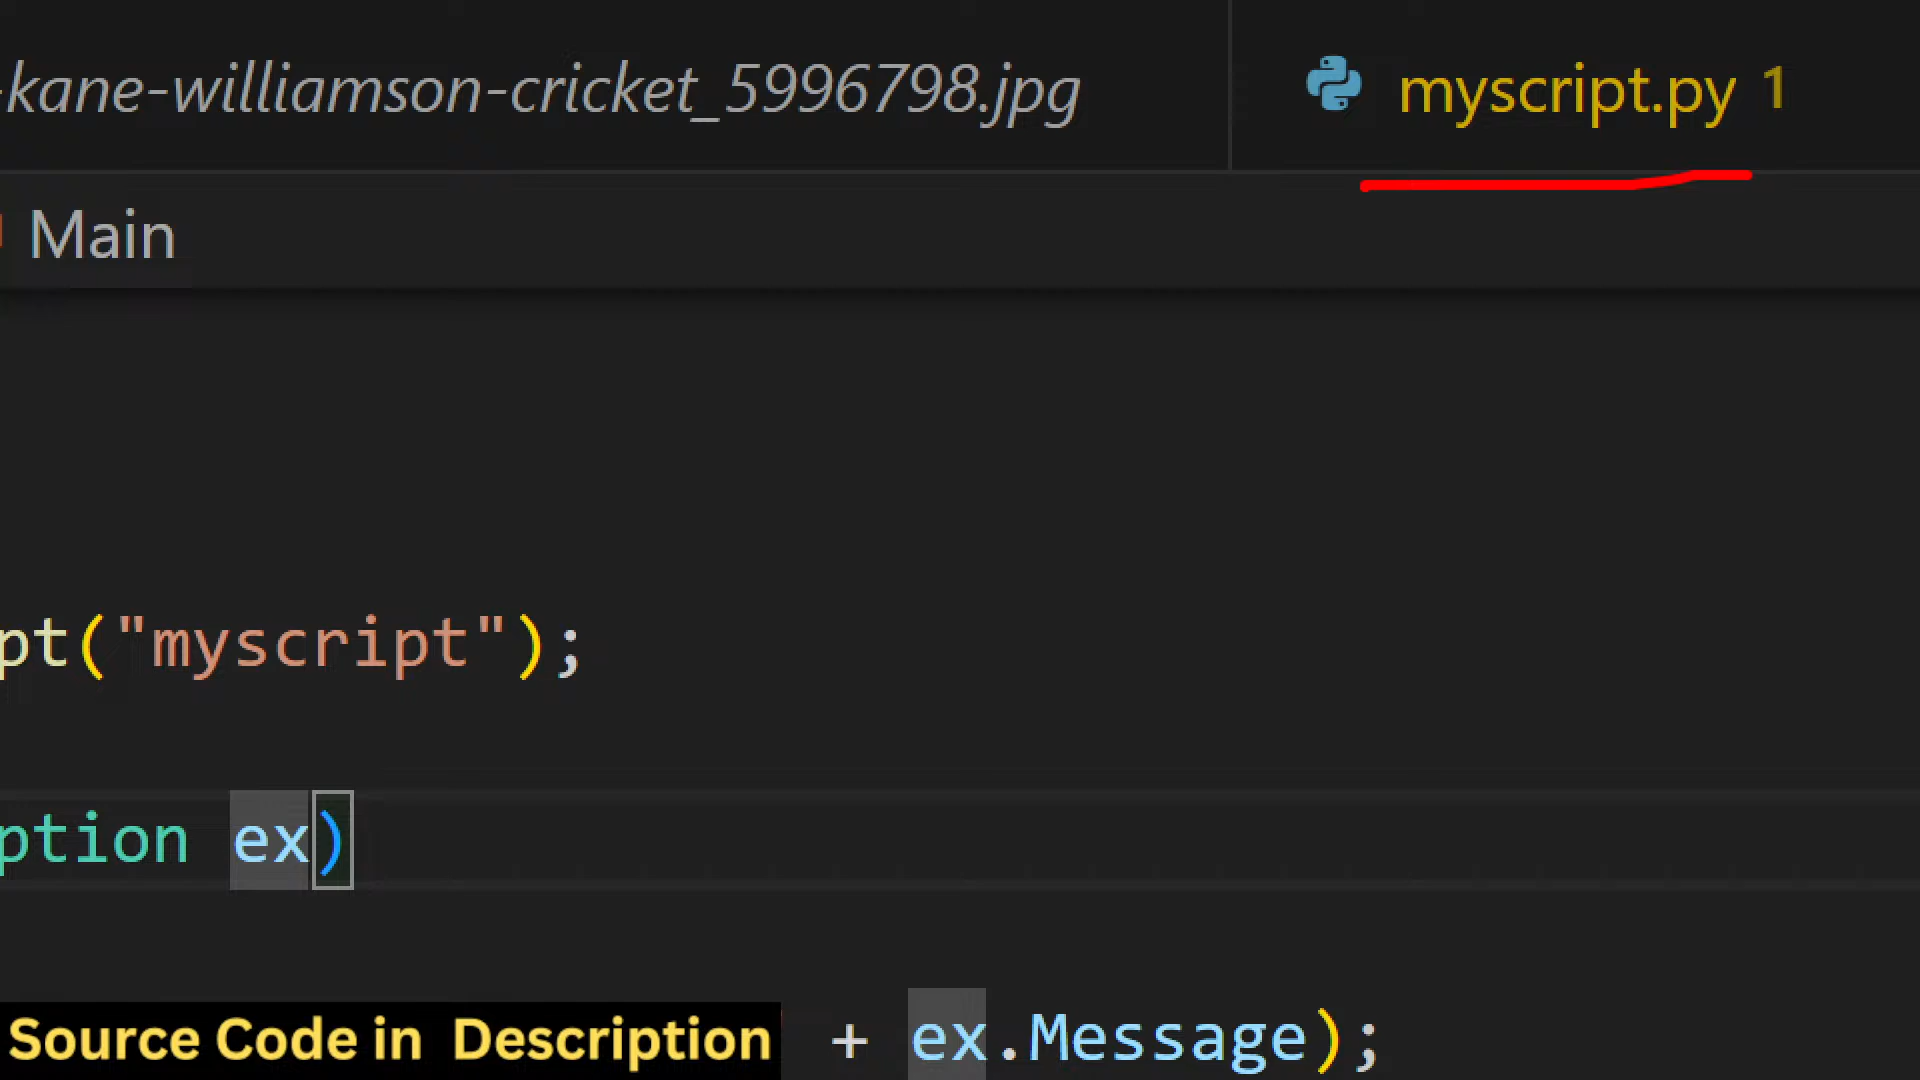 -kane-williamson-cricket_5996798.jpg
myscript.py 1
Main
pt("myscript");
ption ex)
Source Code in Description + ex.Message);